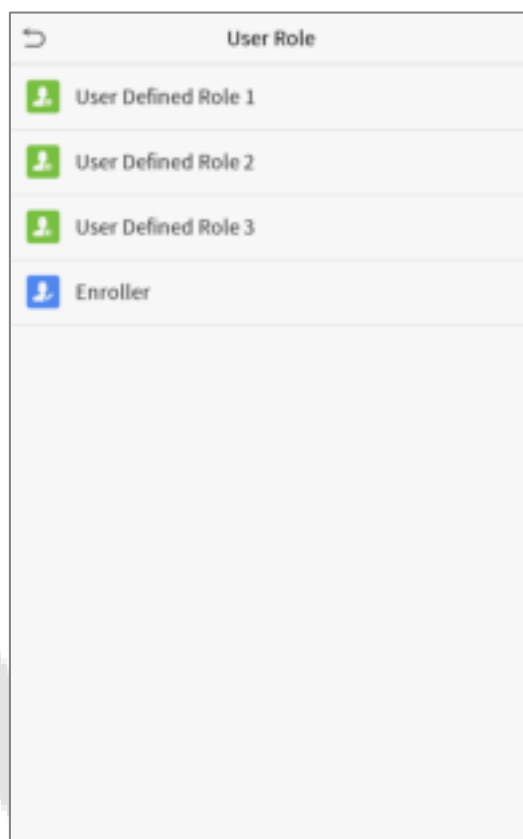 User Role
User Defined Role 1
User Defined Role 2
User Defined Role 3
Enroller